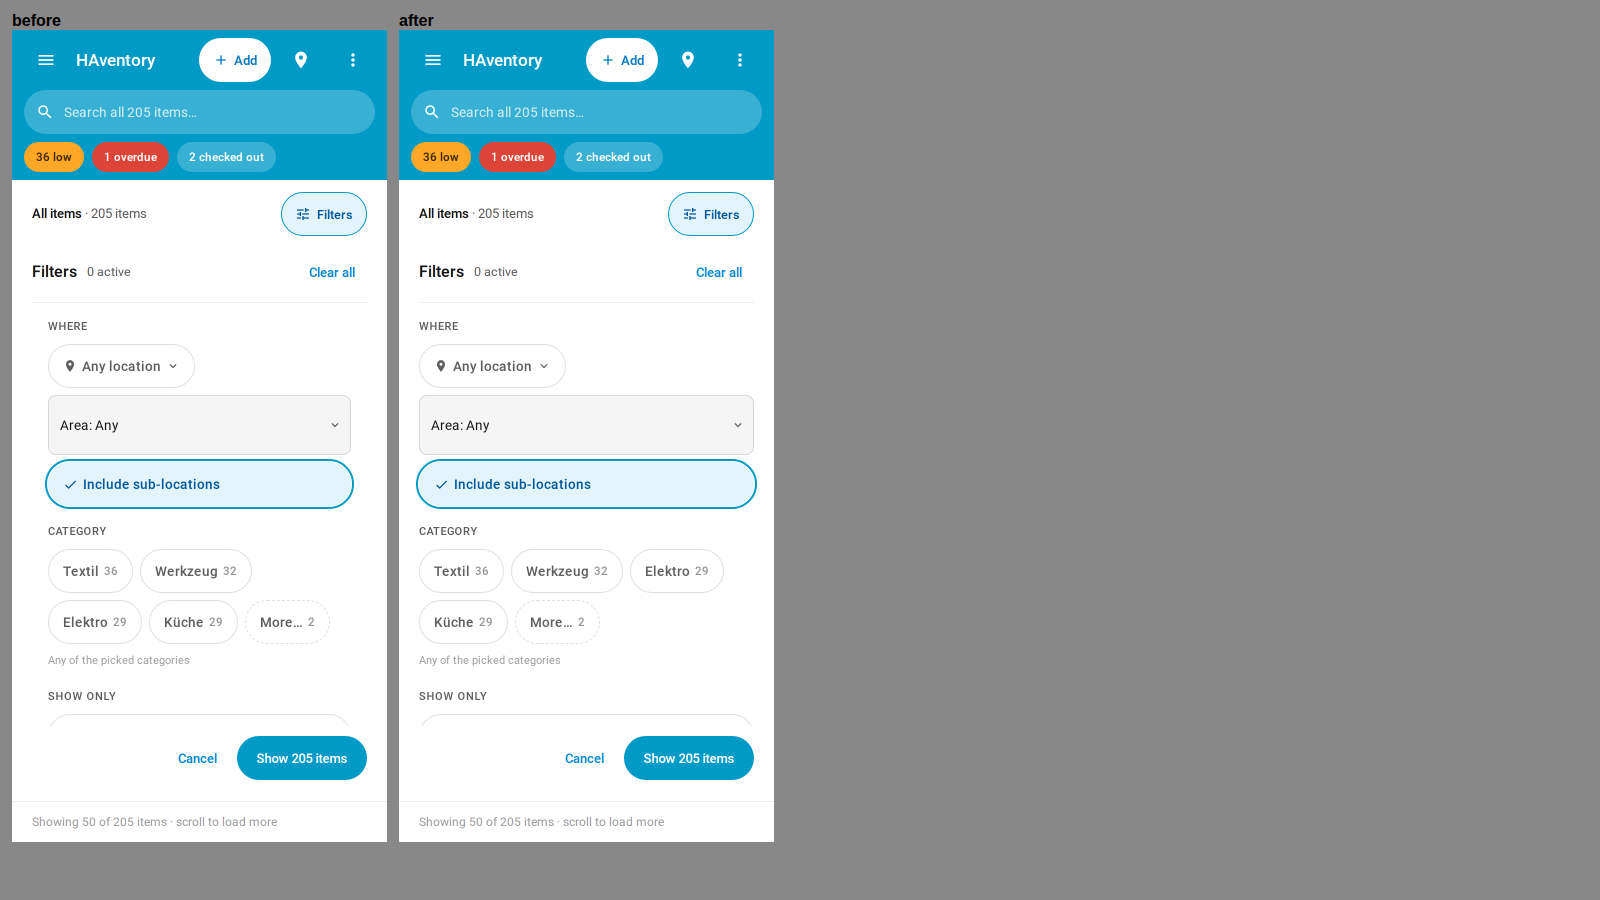 before
HAventory
Add
Search all 205 items…
36 low 1 overdue 2 checked out
All items · 205 items
Filters
Filters 0 active Clear all
WHERE
Any location
Area: Any
Include sub-locations
CATEGORY
Textil 36 Werkzeug 32
Elektro 29 Küche 29 More… 2
Any of the picked categories
SHOW ONLY
Cancel Show 205 items
Showing 50 of 205 items · scroll to load more
after
HAventory
Add
Search all 205 items…
36 low 1 overdue 2 checked out
All items · 205 items
Filters
Filters 0 active Clear all
WHERE
Any location
Area: Any
Include sub-locations
CATEGORY
Textil 36 Werkzeug 32 Elektro 29
Küche 29 More… 2
Any of the picked categories
SHOW ONLY
Cancel Show 205 items
Showing 50 of 205 items · scroll to load more